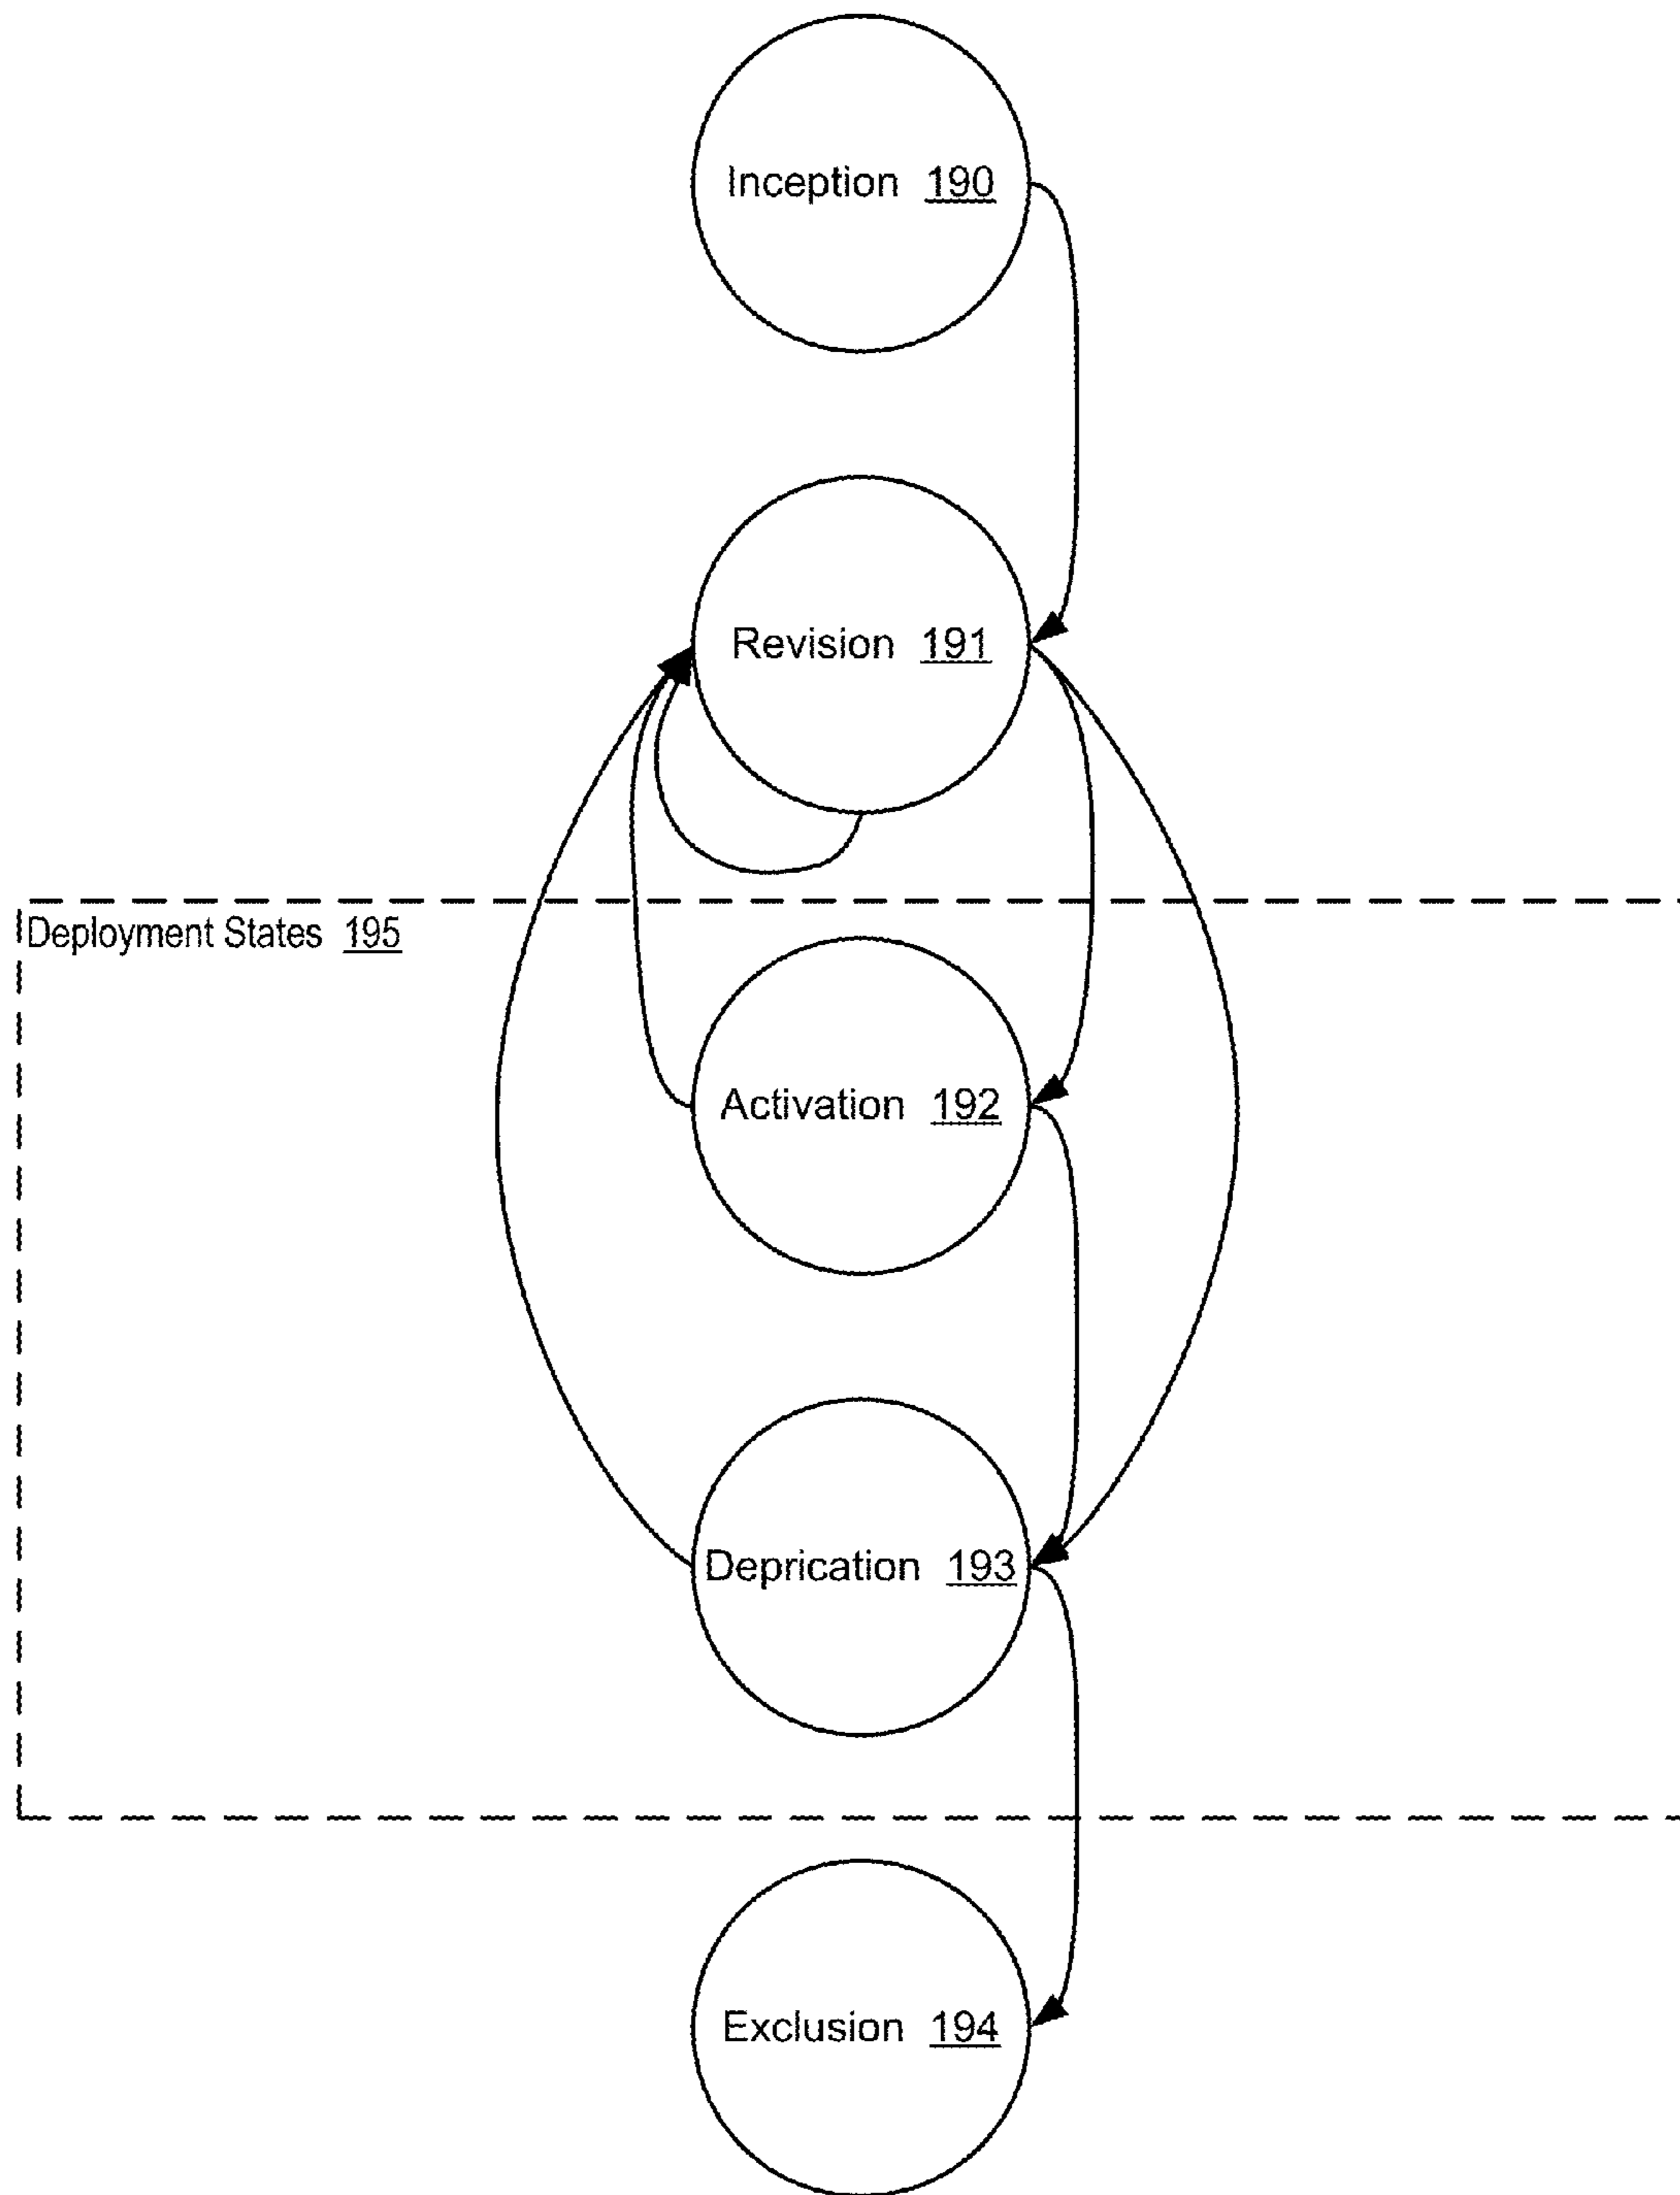 Inception 190
Revision 191
Deployment States 195
Activation 192
Deprication 193
Exclusion 194